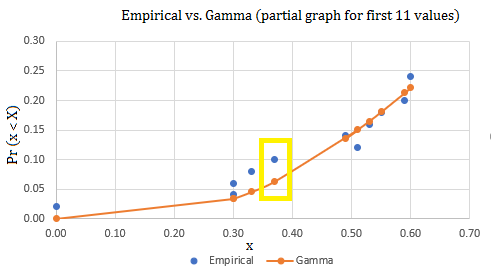 Empirical vs. Gamma (partial graph for first 11 values)
0.30
0.25
0.20
0.15
0.10
0.05
0.00
Pr (x < X)
0.00 0.10 0.20 0.30 0.40 0.50 0.60 0.70
x
Empirical Gamma